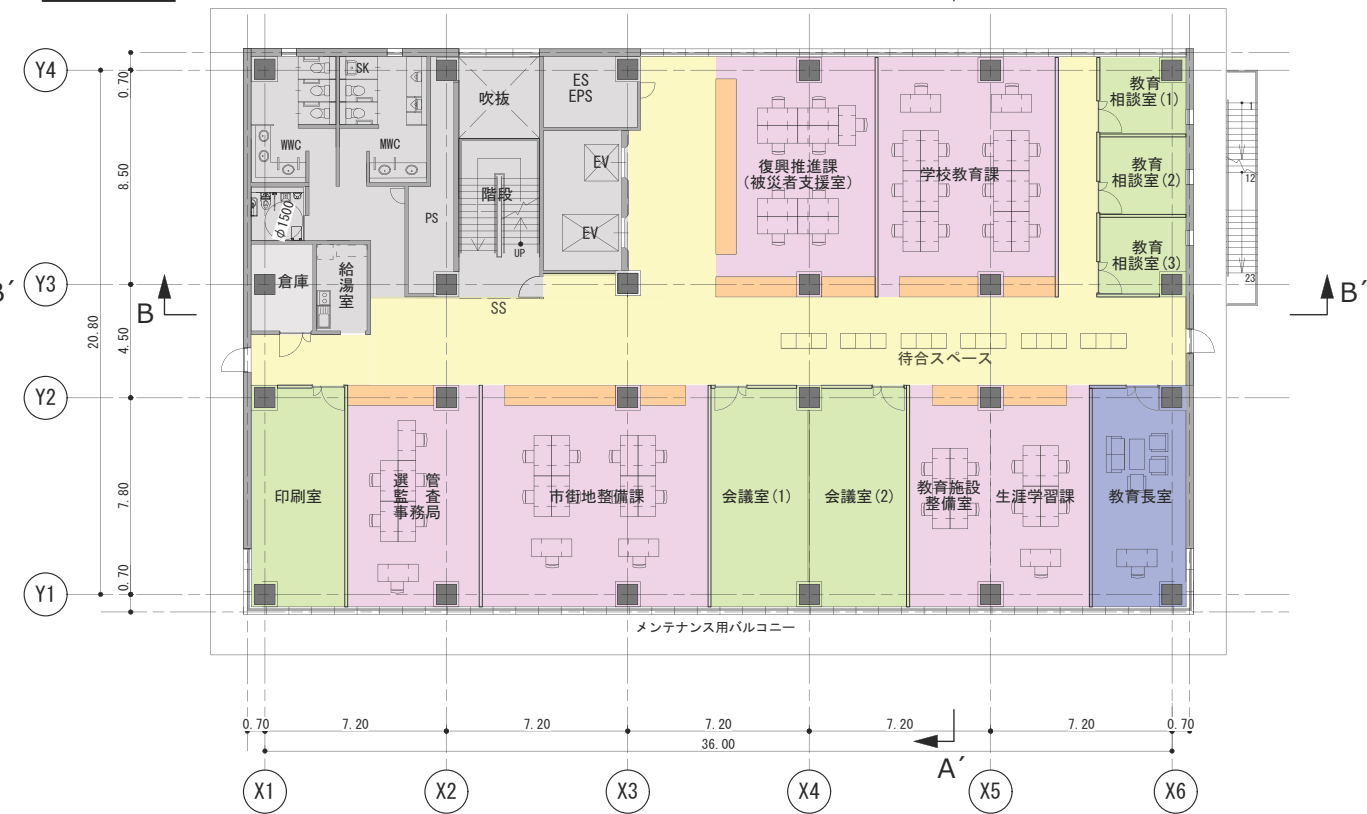 Y4
Y3
Y2
Y1
0.70
8.50
4.50
20.80
7.80
0.70
B′
B
B′
SK
WWC
MWC
φ1500
倉庫
給湯室
PS
吹抜
階段
UP
SS
ES
EPS
EV
EV
復興推進課
(被災者支援室)
学校教育課
教育
相談室(1)
教育
相談室(2)
教育
相談室(3)
1
12
23
待合スペース
印刷室
選 管
監 査
事務局
市街地整備課
会議室(1)
会議室(2)
教育施設
整備室
生涯学習課
教育長室
メンテナンス用バルコニー
0.70
7.20
7.20
7.20
7.20
7.20
0.70
36.00
A′
X1
X2
X3
X4
X5
X6